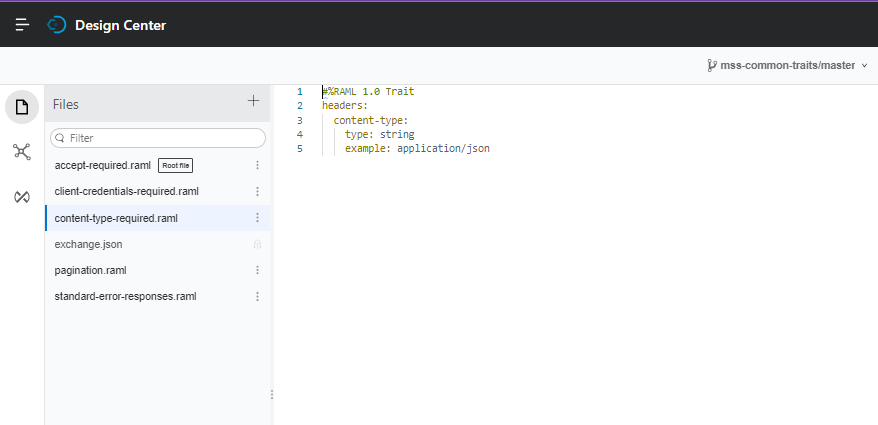 Design Center
mss-common-traits/master
Files
Filter
accept-required.raml Root file
client-credentials-required.raml
content-type-required.raml
exchange.json
pagination.raml
standard-error-responses.raml
1 #%RAML 1.0 Trait
2 headers:
3 content-type:
4 type: string
5 example: application/json